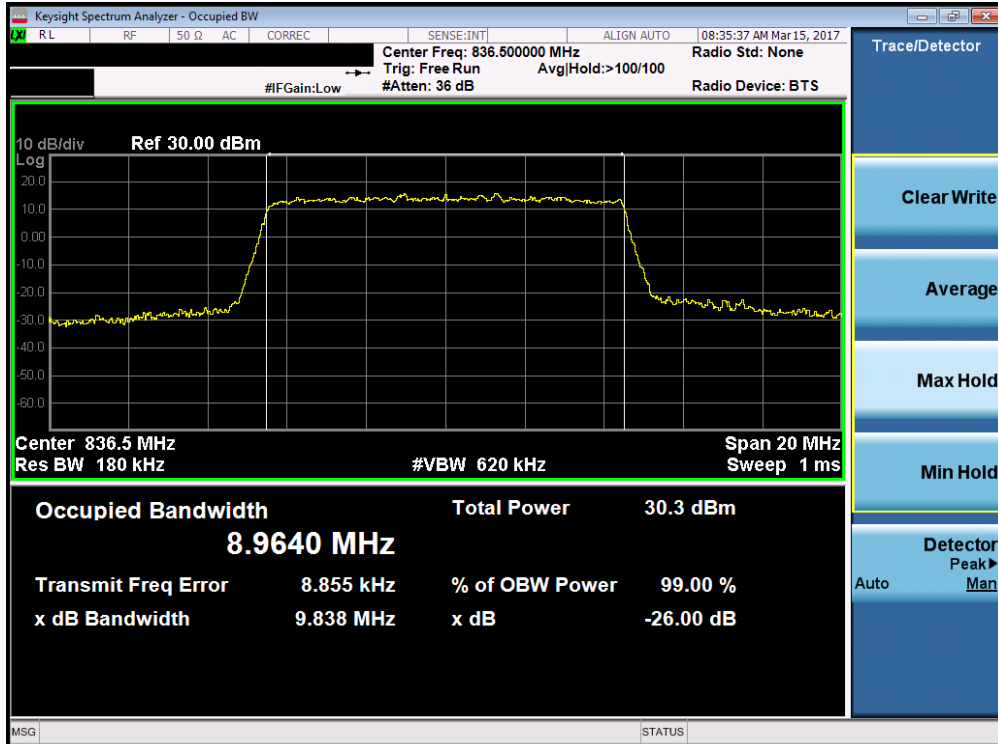 Keysight Spectrum Analyzer - Occupied BW
LXI RL RF 50 Ω AC CORREC SENSE:INT ALIGN AUTO 08:35:37 AM Mar 15, 2017
Center Freq: 836.500000 MHz Radio Std: None
Trig: Free Run Avg|Hold:>100/100
#IFGain:Low #Atten: 36 dB Radio Device: BTS
10 dB/div Ref 30.00 dBm
Log
20.0
10.0
0.00
-10.0
-20.0
-30.0
-40.0
-50.0
-60.0
Center 836.5 MHz Span 20 MHz
Res BW 180 kHz #VBW 620 kHz Sweep 1 ms
Occupied Bandwidth Total Power 30.3 dBm
8.9640 MHz
Transmit Freq Error 8.855 kHz % of OBW Power 99.00 %
x dB Bandwidth 9.838 MHz x dB -26.00 dB
MSG STATUS
Trace/Detector
Clear Write
Average
Max Hold
Min Hold
Detector
Peak▶
Auto Man